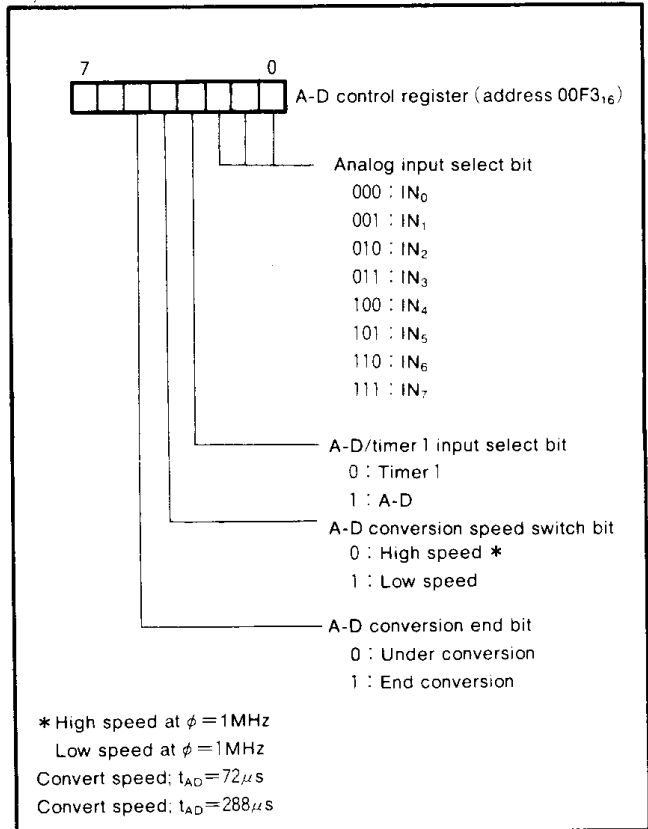 7 0
A-D control register (address 00F3₁₆)
Analog input select bit
000 : IN₀
001 : IN₁
010 : IN₂
011 : IN₃
100 : IN₄
101 : IN₅
110 : IN₆
111 : IN₇
A-D/timer 1 input select bit
0 : Timer 1
1 : A-D
A-D conversion speed switch bit
0 : High speed *
1 : Low speed
A-D conversion end bit
0 : Under conversion
1 : End conversion
* High speed at ϕ = 1MHz
Low speed at ϕ = 1MHz
Convert speed; t_AD = 72μs
Convert speed; t_AD = 288μs